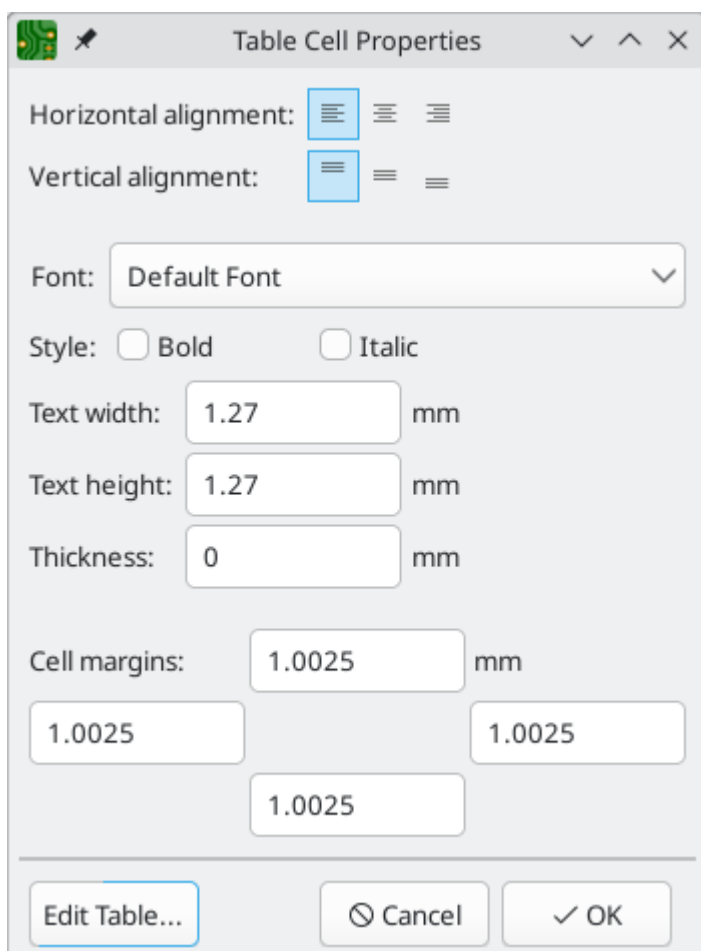 Table Cell Properties
Horizontal alignment:
Vertical alignment:
Font: Default Font
Style: Bold Italic
Text width: 1.27 mm
Text height: 1.27 mm
Thickness: 0 mm
Cell margins: 1.0025 mm
1.0025 1.0025
1.0025
Edit Table... Cancel OK